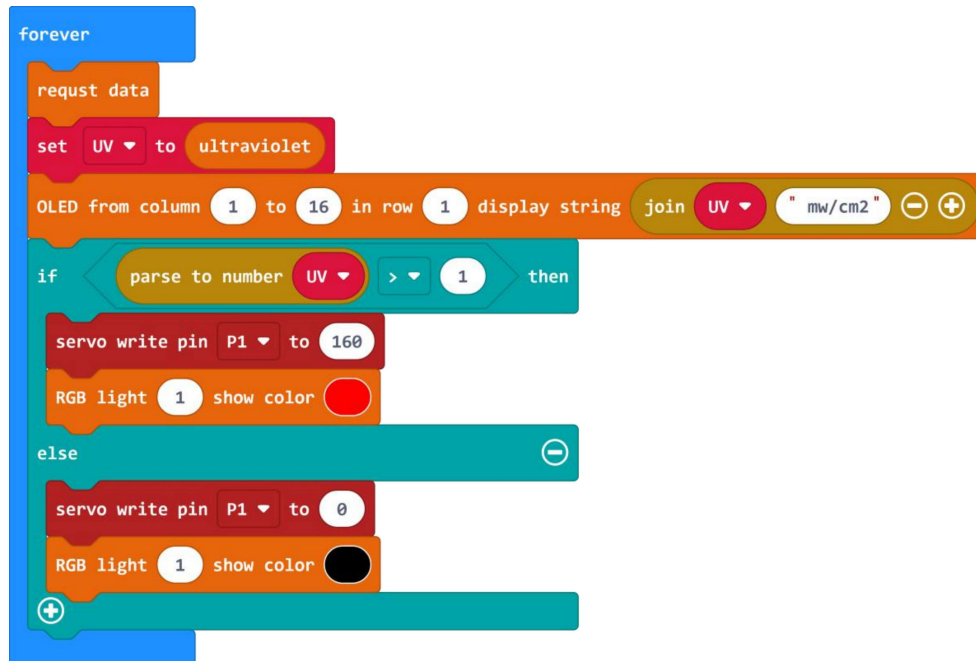 forever
requst data
set UV to ultraviolet
OLED from column 1 to 16 in row 1 display string join UV " mw/cm2 "
if parse to number UV > 1 then
servo write pin P1 to 160
RGB light 1 show color
else
servo write pin P1 to 0
RGB light 1 show color